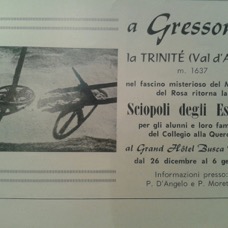 a Gresson
la TRINITÉ (Val d'A
m. 1637
nel fascino misterioso del M
del Rosa ritorna la
Sciopoli degli Es
per gli alunni e loro fam
del Collegio alla Quer
al Grand Hôtel Busca
dal 26 dicembre al 6 ge
Informazioni presso:
P. D'Angelo e P. Moret